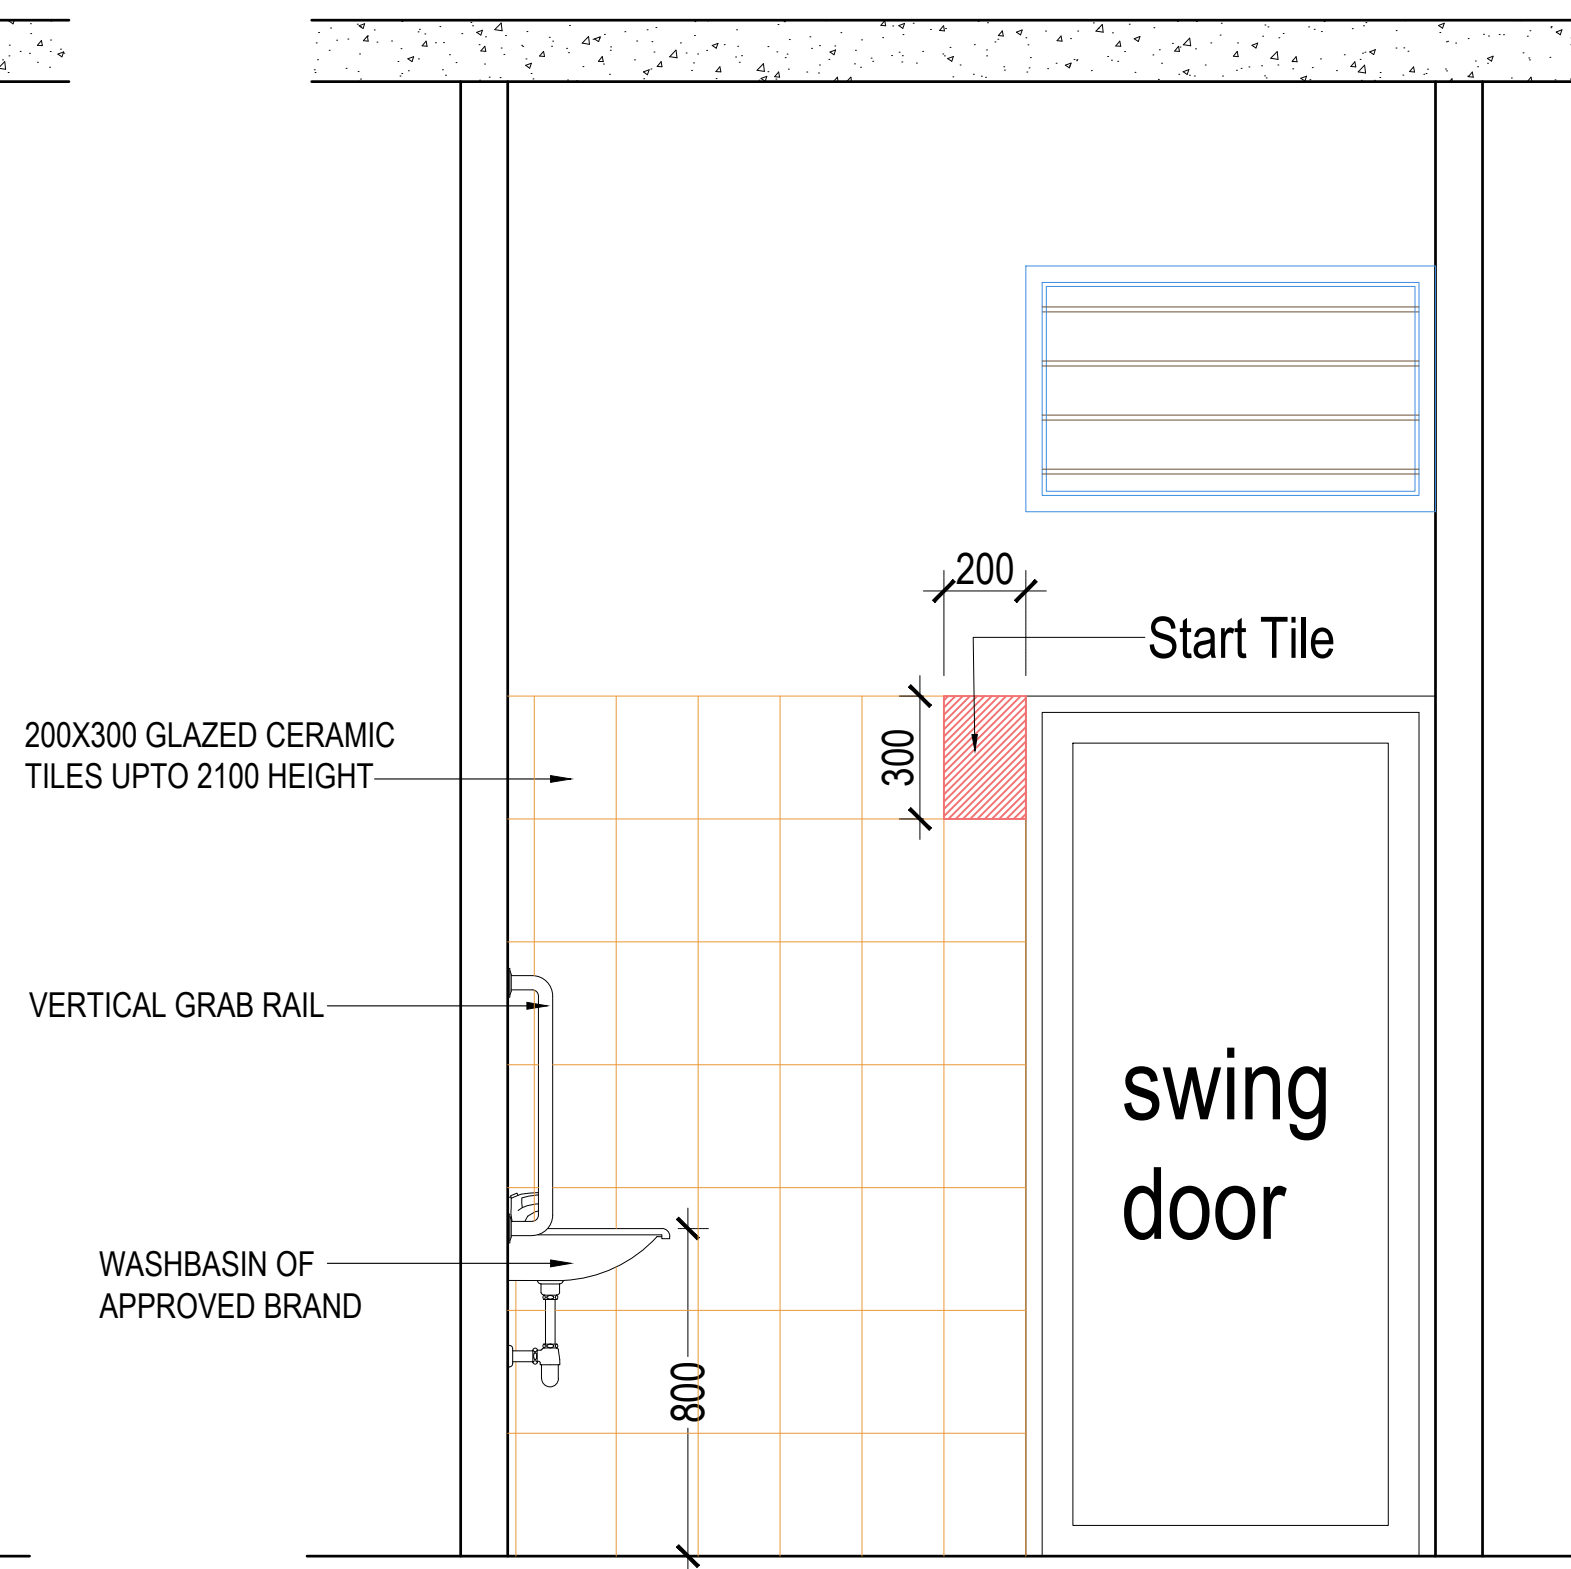 200
Start Tile
200X300 GLAZED CERAMIC
TILES UPTO 2100 HEIGHT
300
VERTICAL GRAB RAIL
swing
door
WASHBASIN OF
APPROVED BRAND
800